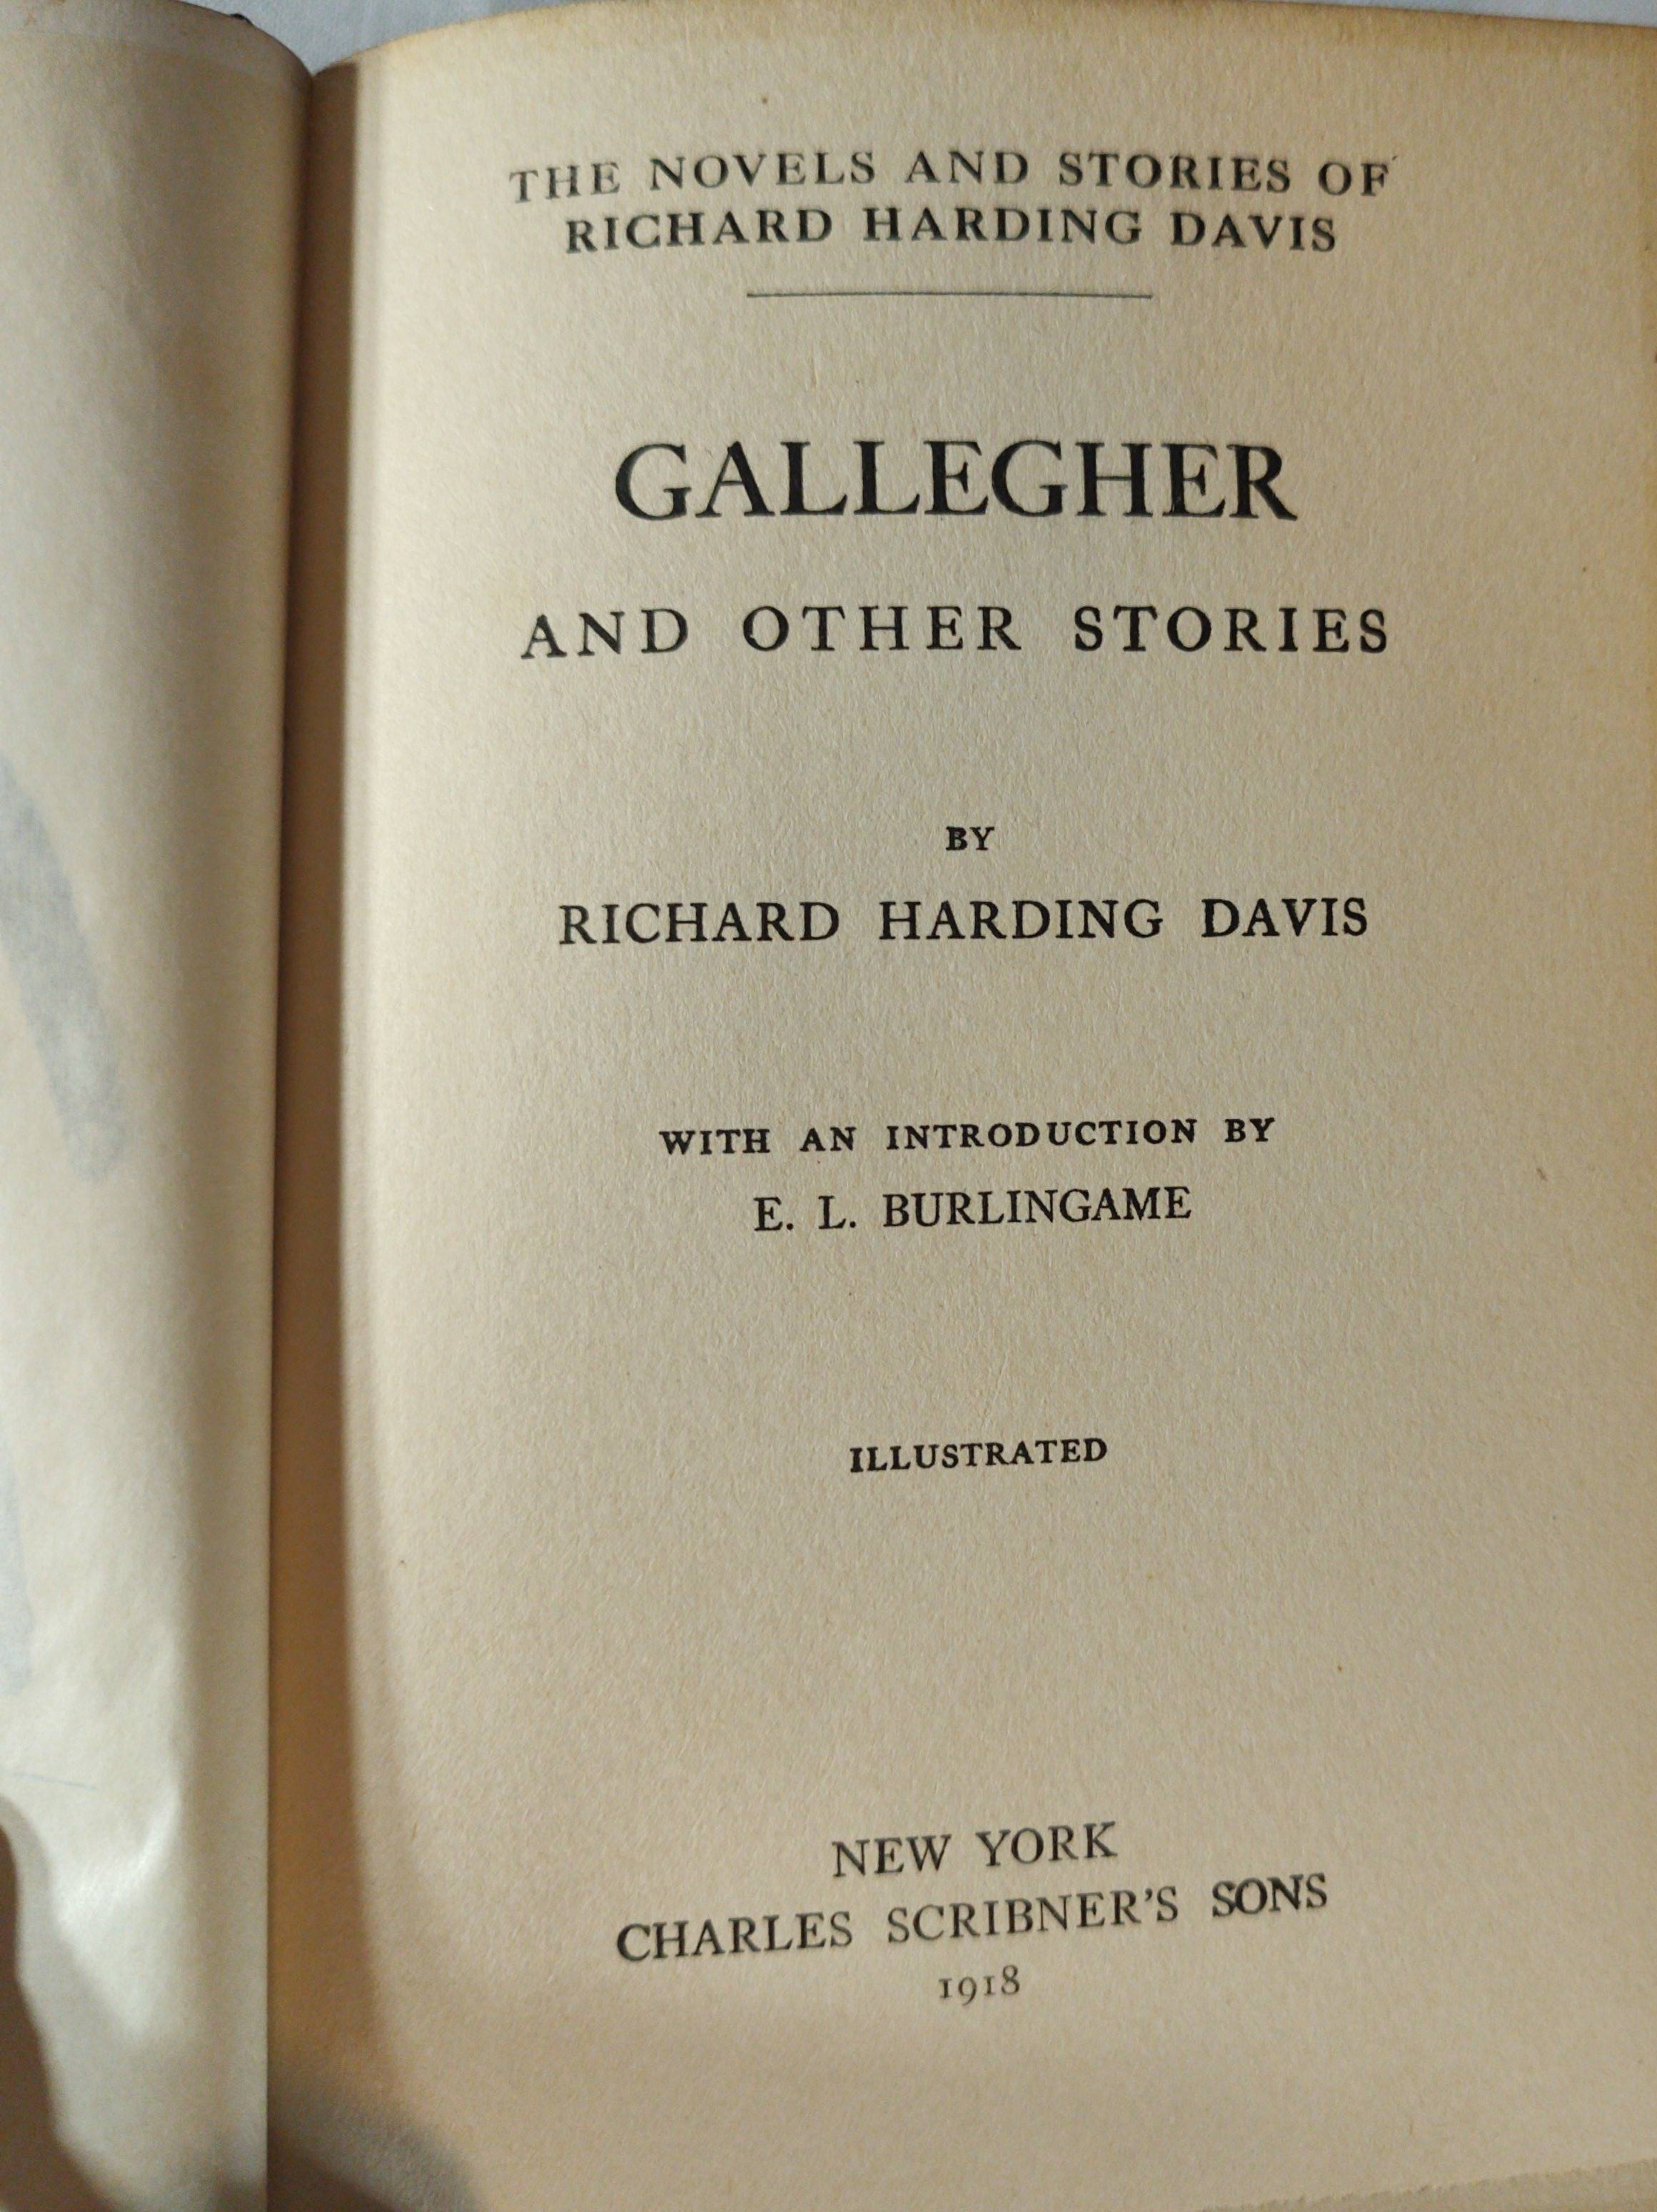 THE NOVELS AND STORIES OF
RICHARD HARDING DAVIS
GALLEGHER
AND OTHER STORIES
BY
RICHARD HARDING DAVIS
WITH AN INTRODUCTION BY
E. L. BURLINGAME
ILLUSTRATED
NEW YORK
CHARLES SCRIBNER'S SONS
1918